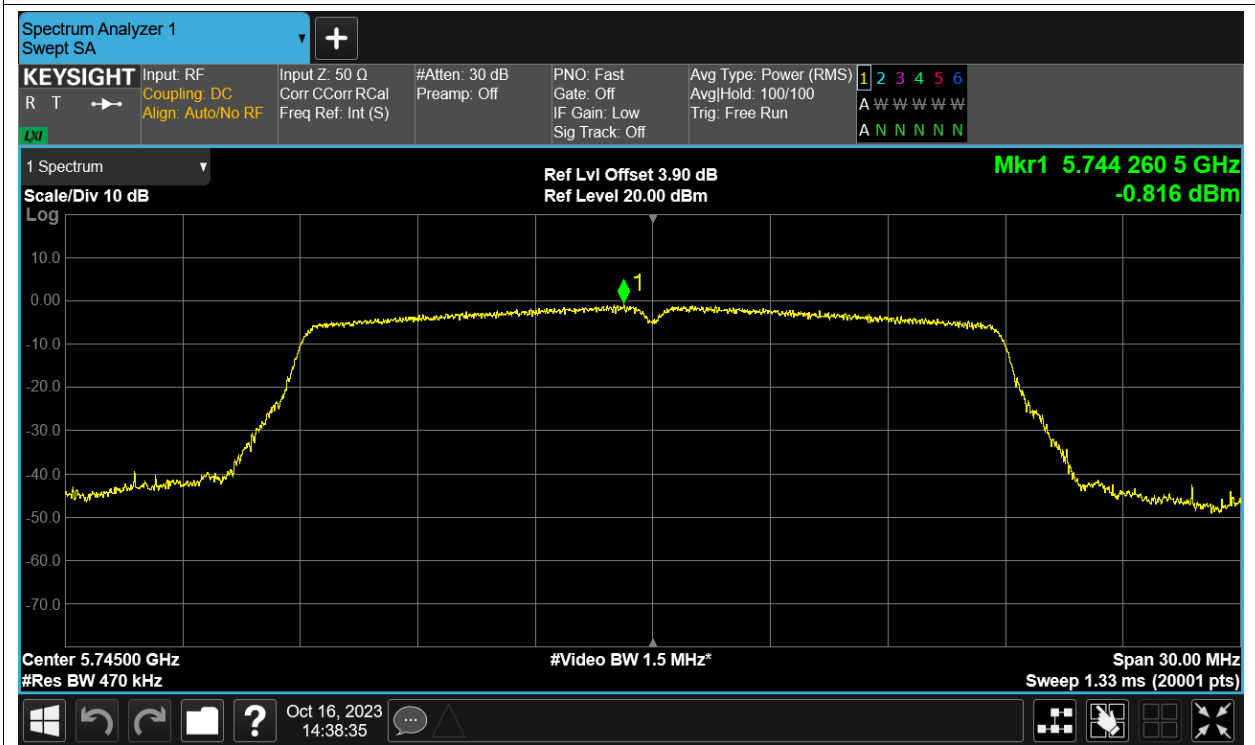 Spectrum Analyzer 1
Swept SA
+
KEYSIGHT
R T
LXI
Input: RF
Coupling: DC
Align: Auto/No RF
Input Z: 50 Ω
Corr CCorr RCal
Freq Ref: Int (S)
#Atten: 30 dB
Preamp: Off
PNO: Fast
Gate: Off
IF Gain: Low
Sig Track: Off
Avg Type: Power (RMS)
Avg|Hold: 100/100
Trig: Free Run
1 2 3 4 5 6
A W W W W W
A N N N N N
1 Spectrum
Scale/Div 10 dB
Log
Ref Lvl Offset 3.90 dB
Ref Level 20.00 dBm
Mkr1 5.744 260 5 GHz
-0.816 dBm
10.0
0.00
-10.0
-20.0
-30.0
-40.0
-50.0
-60.0
-70.0
1
Center 5.74500 GHz
#Video BW 1.5 MHz*
Span 30.00 MHz
#Res BW 470 kHz
Sweep 1.33 ms (20001 pts)
?
Oct 16, 2023
14:38:35